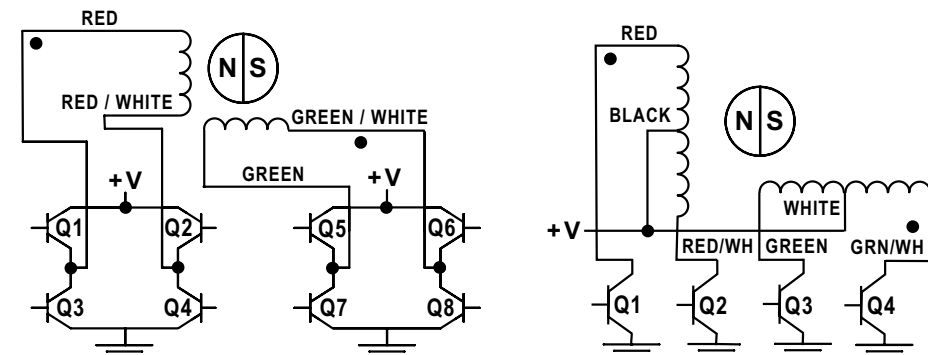 RED
N S
RED / WHITE
GREEN / WHITE
GREEN
+V
+V
Q1
Q2
Q5
Q6
Q3
Q4
Q7
Q8
RED
BLACK
N S
WHITE
+V
RED/WH
GREEN
GRN/WH
Q1
Q2
Q3
Q4